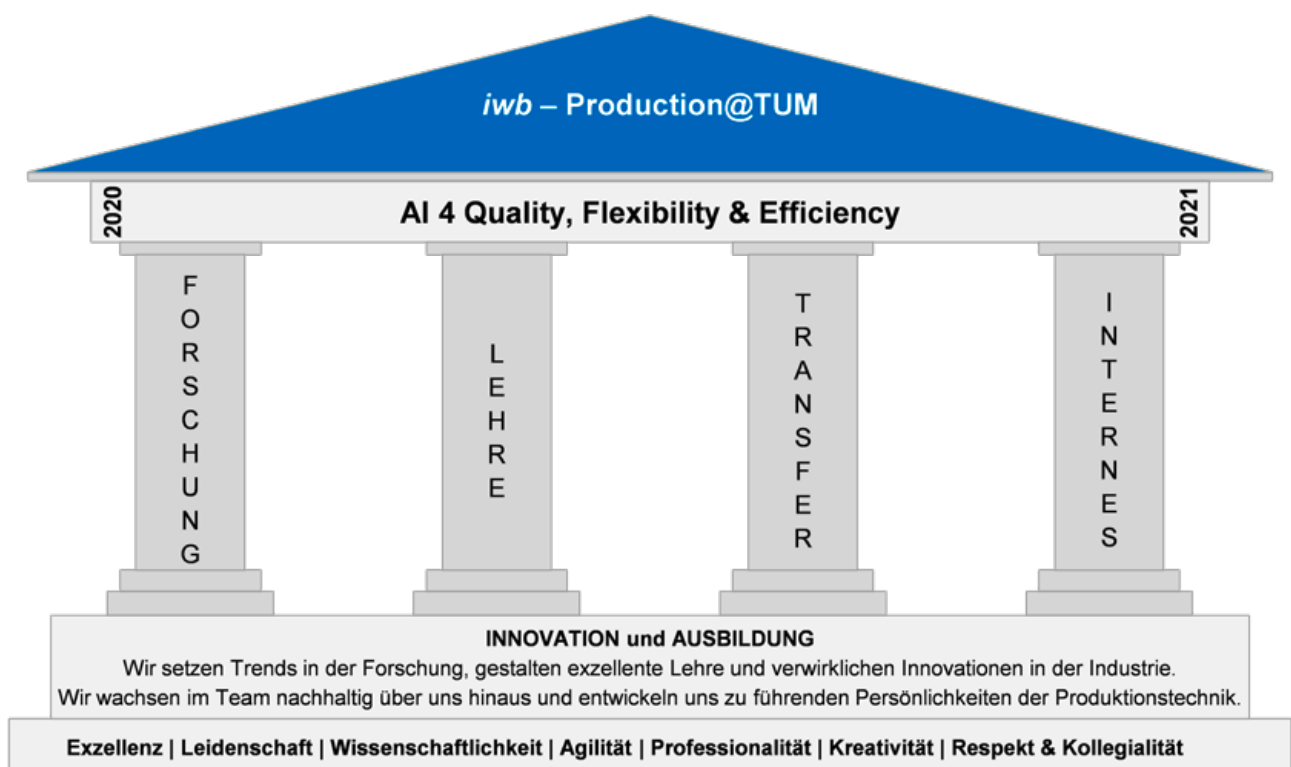 iwb – Production@TUM
2020
AI 4 Quality, Flexibility & Efficiency
2021
FORSCHUNG
LEHRE
TRANSFER
INTERNES
INNOVATION und AUSBILDUNG
Wir setzen Trends in der Forschung, gestalten exzellente Lehre und verwirklichen Innovationen in der Industrie.
Wir wachsen im Team nachhaltig über uns hinaus und entwickeln uns zu führenden Persönlichkeiten der Produktionstechnik.
Exzellenz | Leidenschaft | Wissenschaftlichkeit | Agilität | Professionalität | Kreativität | Respekt & Kollegialität